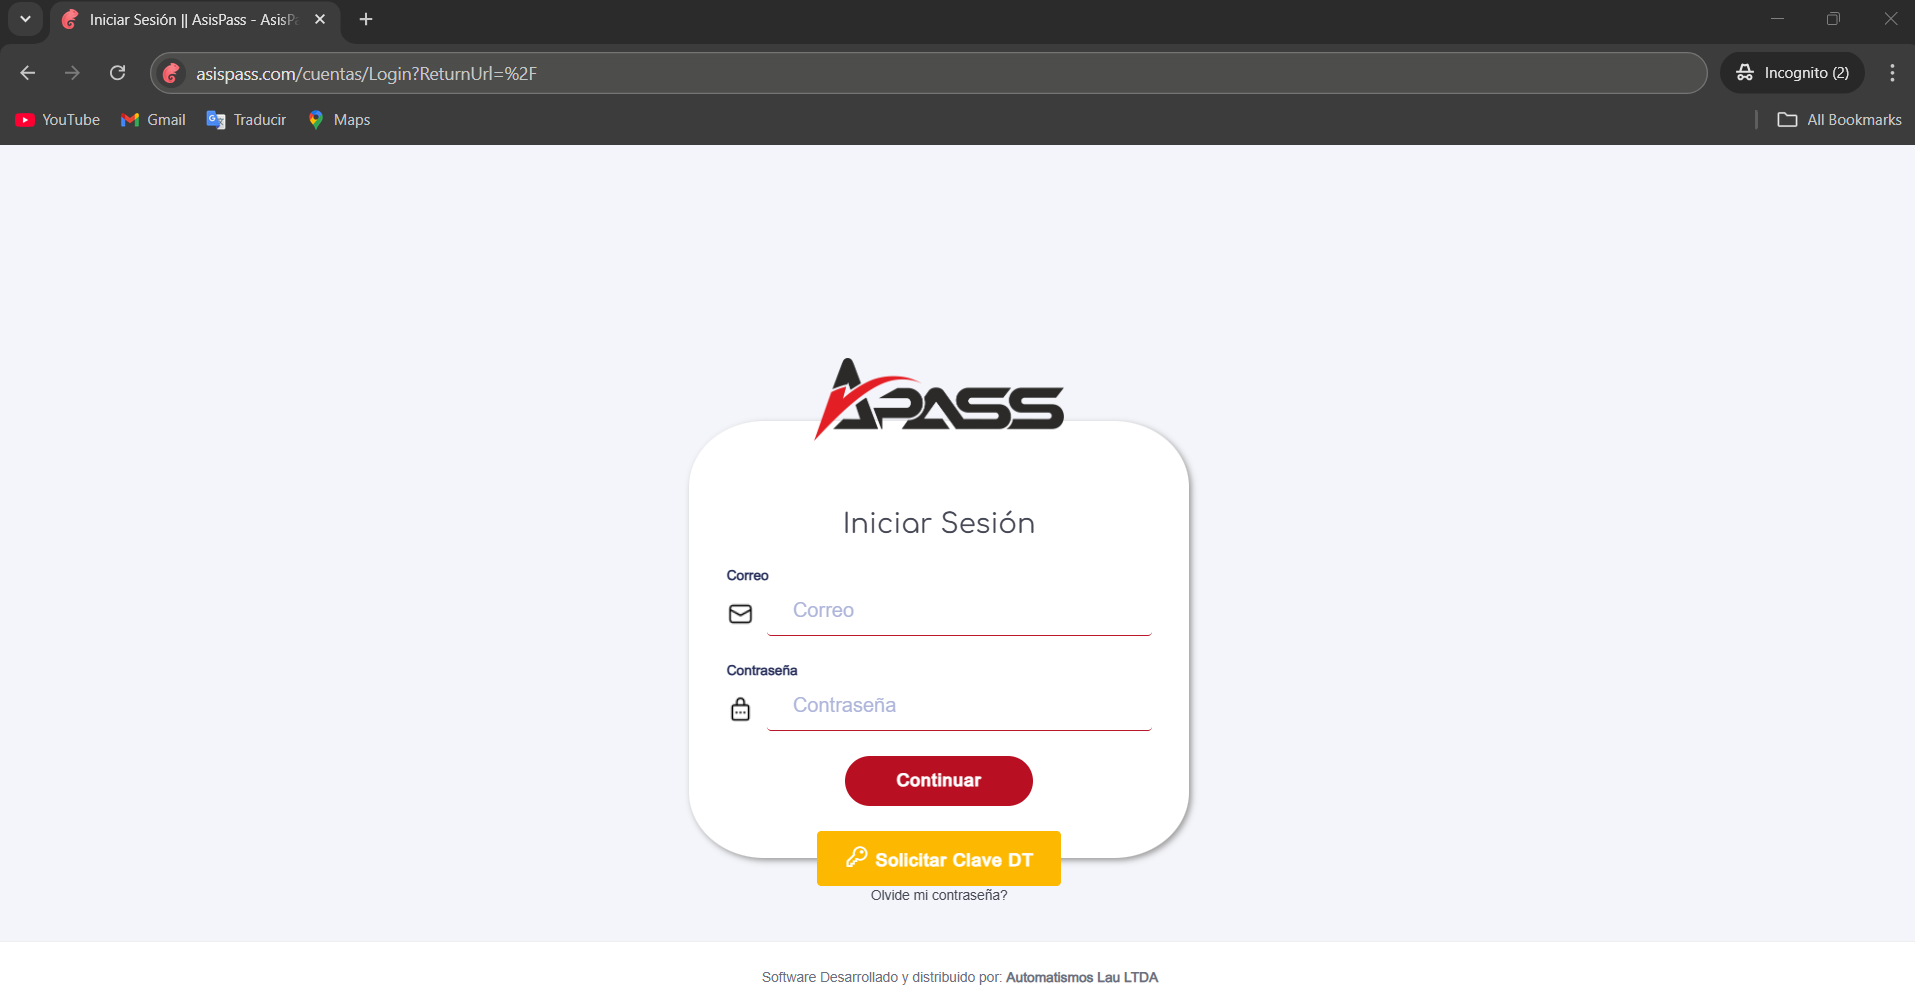 Iniciar Sesión || AsisPass - AsisPa
asispass.com/cuentas/Login?ReturnUrl=%2F
Incognito (2)
YouTube
Gmail
Traducir
Maps
All Bookmarks
APASS
Iniciar Sesión
Correo
Correo
Contraseña
Contraseña
Continuar
Solicitar Clave DT
Olvide mi contraseña?
Software Desarrollado y distribuido por: Automatismos Lau LTDA